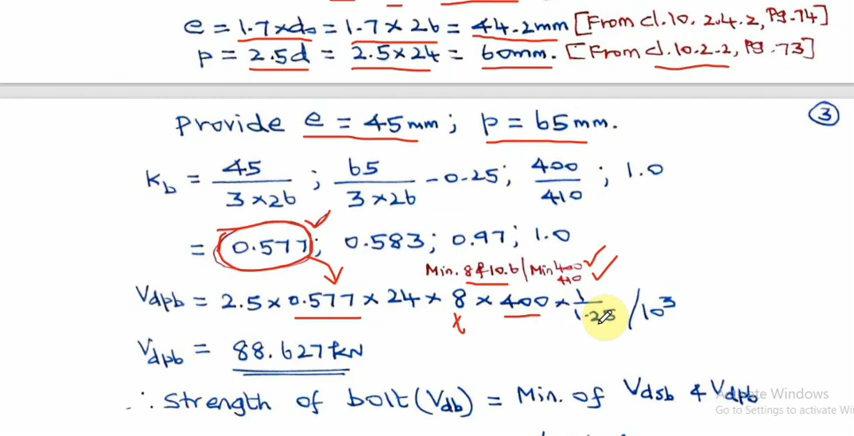 e = 1.7×do = 1.7×26 = 44.2mm [From cl.10.2.4.2, Pg.74]
p = 2.5d = 2.5×24 = 60mm. [From cl.10.2.2, Pg.73]
3
Provide e = 45mm; p = 65mm.
Kb = 45/3×26 ; 65/3×26 - 0.25; 400/410 ; 1.0
= 0.577; 0.583; 0.97; 1.0
Min. 8 & 10.6 / Min 400/410
Vdpb = 2.5×0.577×24×8×400×1/1.25 /10³
t
Vdpb = 88.627kN
∴ Strength of bolt (Vdb) = Min. of Vdsb & Vdpb
Windows
Go to Settings to activate Wi